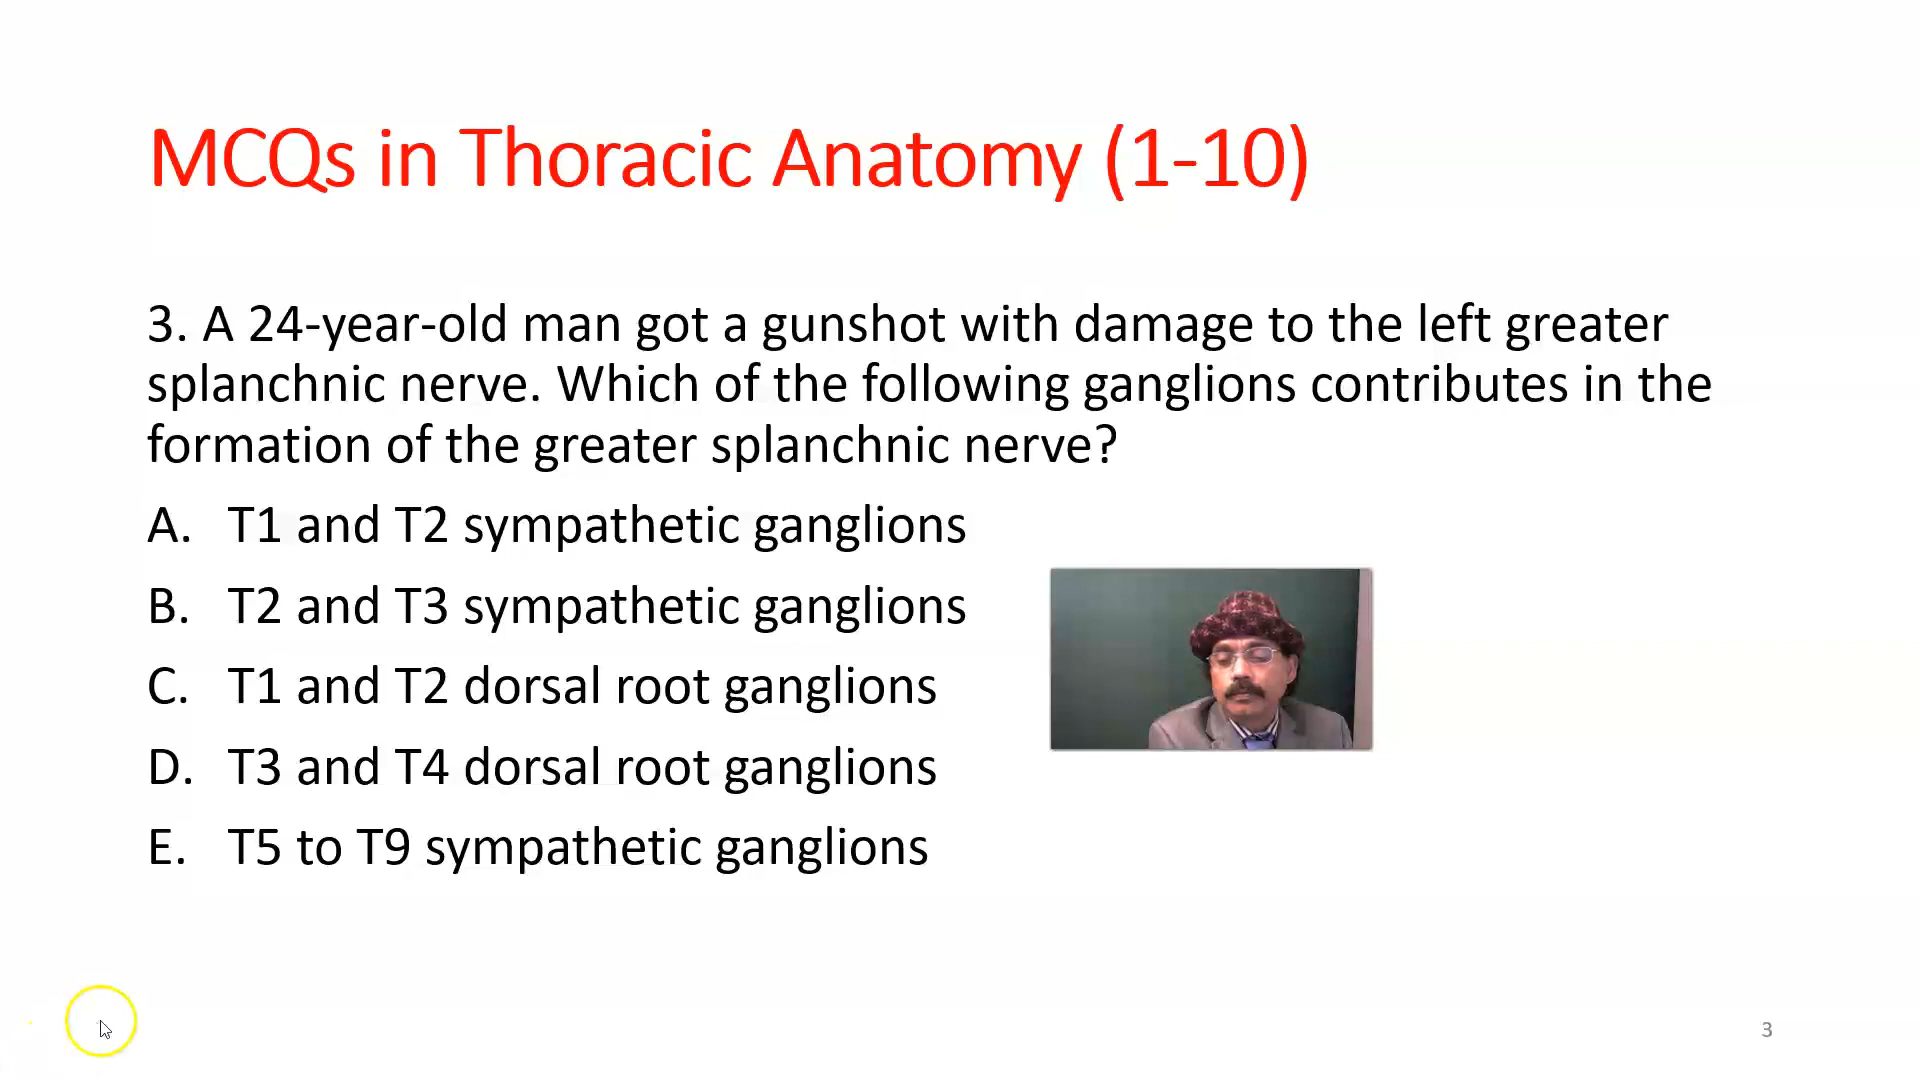 MCQs in Thoracic Anatomy (1-10)
3. A 24-year-old man got a gunshot with damage to the left greater
splanchnic nerve. Which of the following ganglions contributes in the
formation of the greater splanchnic nerve?
A. T1 and T2 sympathetic ganglions
B. T2 and T3 sympathetic ganglions
C. T1 and T2 dorsal root ganglions
D. T3 and T4 dorsal root ganglions
E. T5 to T9 sympathetic ganglions
3